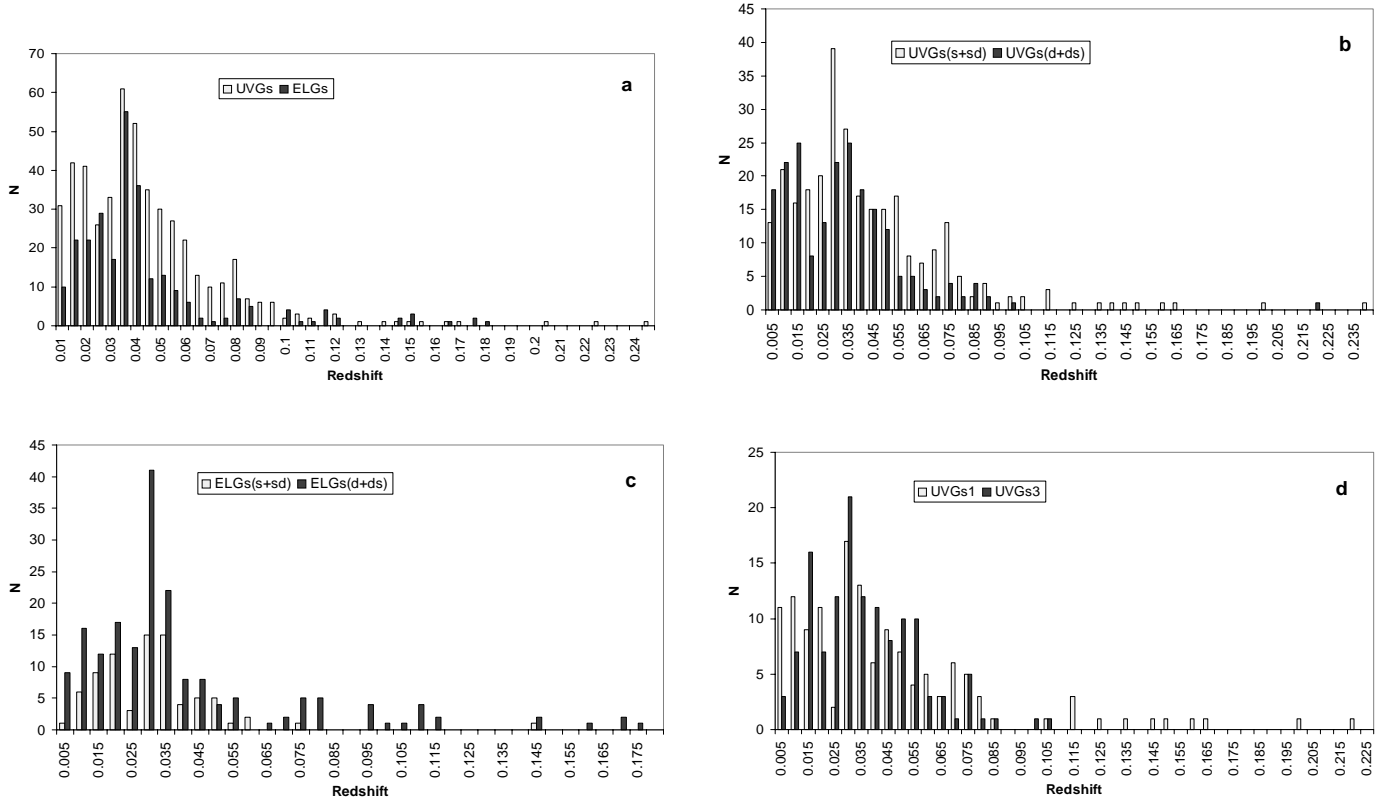 a
UVGs ELGs
70
60
50
40
30
20
10
0
N
0.01 0.02 0.03 0.04 0.05 0.06 0.07 0.08 0.09 0.1 0.11 0.12 0.13 0.14 0.15 0.16 0.17 0.18 0.19 0.2 0.21 0.22 0.23 0.24
Redshift
b
UVGs(s+sd) UVGs(d+ds)
45
40
35
30
25
20
15
10
5
0
N
0.005 0.015 0.025 0.035 0.045 0.055 0.065 0.075 0.085 0.095 0.105 0.115 0.125 0.135 0.145 0.155 0.165 0.175 0.185 0.195 0.205 0.215 0.225 0.235
Redshift
c
ELGs(s+sd) ELGs(d+ds)
45
40
35
30
25
20
15
10
5
0
N
0.005 0.015 0.025 0.035 0.045 0.055 0.065 0.075 0.085 0.095 0.105 0.115 0.125 0.135 0.145 0.155 0.165 0.175
Redshift
d
UVGs1 UVGs3
25
20
15
10
5
0
N
0.005 0.015 0.025 0.035 0.045 0.055 0.065 0.075 0.085 0.095 0.105 0.115 0.125 0.135 0.145 0.155 0.165 0.175 0.185 0.195 0.205 0.215 0.225
Redshift